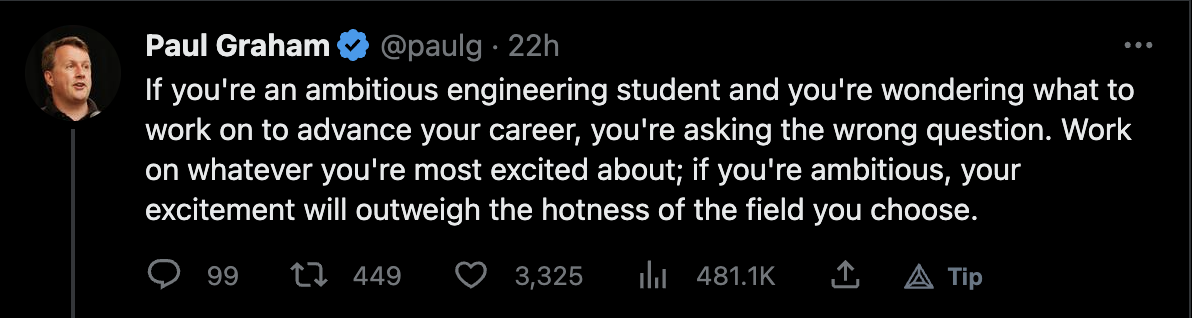 Paul Graham @paulg · 22h
If you're an ambitious engineering student and you're wondering what to
work on to advance your career, you're asking the wrong question. Work
on whatever you're most excited about; if you're ambitious, your
excitement will outweigh the hotness of the field you choose.
99 449 3,325 481.1K Tip